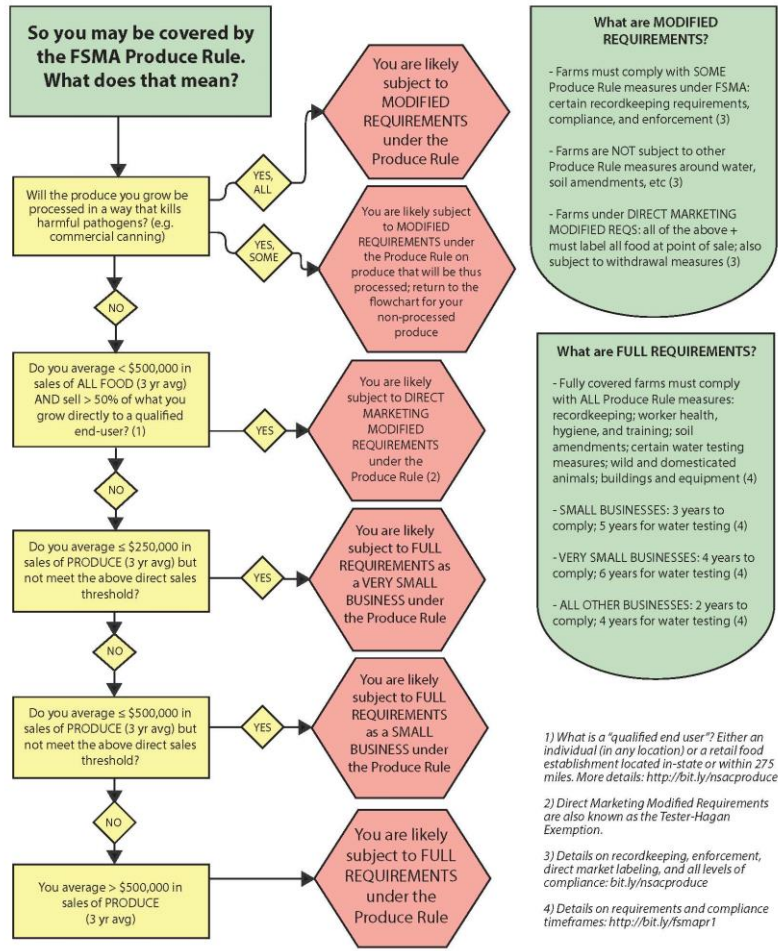 So you may be covered by
the FSMA Produce Rule.
What does that mean?
Will the produce you grow be
processed in a way that kills
harmful pathogens? (e.g.
commercial canning)
YES,
ALL
You are likely
subject to
MODIFIED
REQUIREMENTS
under the
Produce Rule
YES,
SOME
You are likely subject
to MODIFIED
REQUIREMENTS under
the Produce Rule on
produce that will be thus
processed; return to the
flowchart for your
non-processed
produce
NO
Do you average < $500,000 in
sales of ALL FOOD (3 yr avg)
AND sell > 50% of what you
grow directly to a qualified
end-user? (1)
YES
You are likely
subject to DIRECT
MARKETING
MODIFIED
REQUIREMENTS
under the
Produce Rule (2)
NO
Do you average ≤ $250,000 in
sales of PRODUCE (3 yr avg) but
not meet the above direct sales
threshold?
YES
You are likely
subject to FULL
REQUIREMENTS as
a VERY SMALL
BUSINESS under
the Produce Rule
NO
Do you average ≤ $500,000 in
sales of PRODUCE (3 yr avg)
but not meet the above direct sales
threshold?
YES
You are likely
subject to FULL
REQUIREMENTS
as a SMALL
BUSINESS under
the Produce Rule
NO
You average > $500,000 in
sales of PRODUCE
(3 yr avg)
You are likely
subject to FULL
REQUIREMENTS
under the
Produce Rule
What are MODIFIED
REQUIREMENTS?
- Farms must comply with SOME
Produce Rule measures under FSMA:
certain recordkeeping requirements,
compliance, and enforcement (3)
- Farms are NOT subject to other
Produce Rule measures around water,
soil amendments, etc (3)
- Farms under DIRECT MARKETING
MODIFIED REQS: all of the above +
must label all food at point of sale; also
subject to withdrawal measures (3)
What are FULL REQUIREMENTS?
- Fully covered farms must comply
with ALL Produce Rule measures:
recordkeeping; worker health,
hygiene, and training; soil
amendments; certain water testing
measures; wild and domesticated
animals; buildings and equipment (4)
- SMALL BUSINESSES: 3 years to
comply; 5 years for water testing (4)
- VERY SMALL BUSINESSES: 4 years to
comply; 6 years for water testing (4)
- ALL OTHER BUSINESSES: 2 years to
comply; 4 years for water testing (4)
1) What is a "qualified end user"? Either an
individual (in any location) or a retail food
establishment located in-state or within 275
miles. More details: http://bit.ly/nsacproduce
2) Direct Marketing Modified Requirements
are also known as the Tester-Hagan
Exemption.
3) Details on recordkeeping, enforcement,
direct market labeling, and all levels of
compliance: bit.ly/nsacproduce
4) Details on requirements and compliance
timeframes: http://bit.ly/fsmapr1